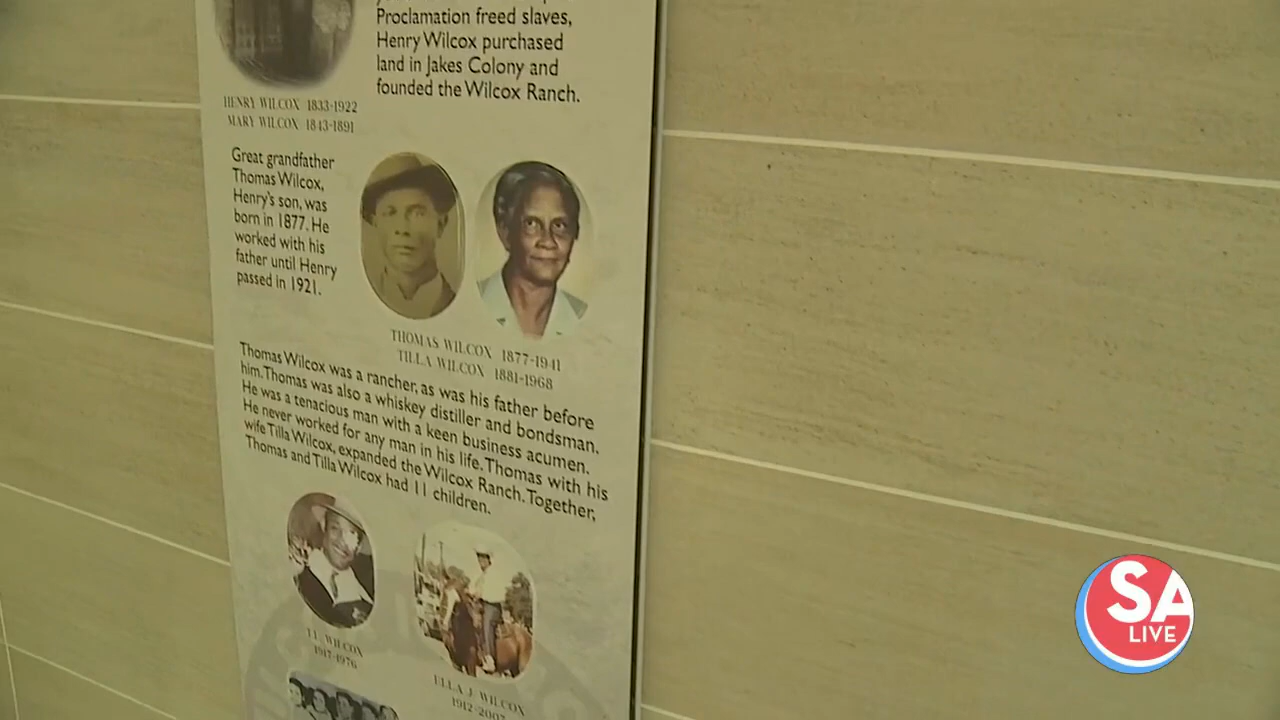 Proclamation freed slaves,
Henry Wilcox purchased
land in Jakes Colony and
founded the Wilcox Ranch.
HENRY WILCOX 1833-1922
MARY WILCOX 1843-1891
Great grandfather
Thomas Wilcox,
Henry's son, was
born in 1877. He
worked with his
father until Henry
passed in 1921.
THOMAS WILCOX 1877-1941
TILLA WILCOX 1881-1968
Thomas Wilcox was a rancher, as was his father before
him. Thomas was also a whiskey distiller and bondsman.
He was a tenacious man with a keen business acumen.
He never worked for any man in his life. Thomas with his
wife Tilla Wilcox, expanded the Wilcox Ranch. Together,
Thomas and Tilla Wilcox had 11 children.
WILCOX
1917-1976
ELLA J. WILCOX
1912-2007
SA
LIVE